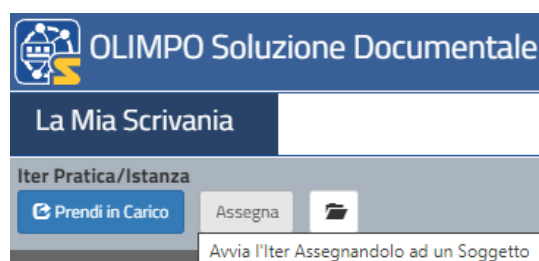 OLIMPO Soluzione Documentale
La Mia Scrivania
Iter Pratica/Istanza
Prendi in Carico Assegna
Avvia l'Iter Assegnandolo ad un Soggetto